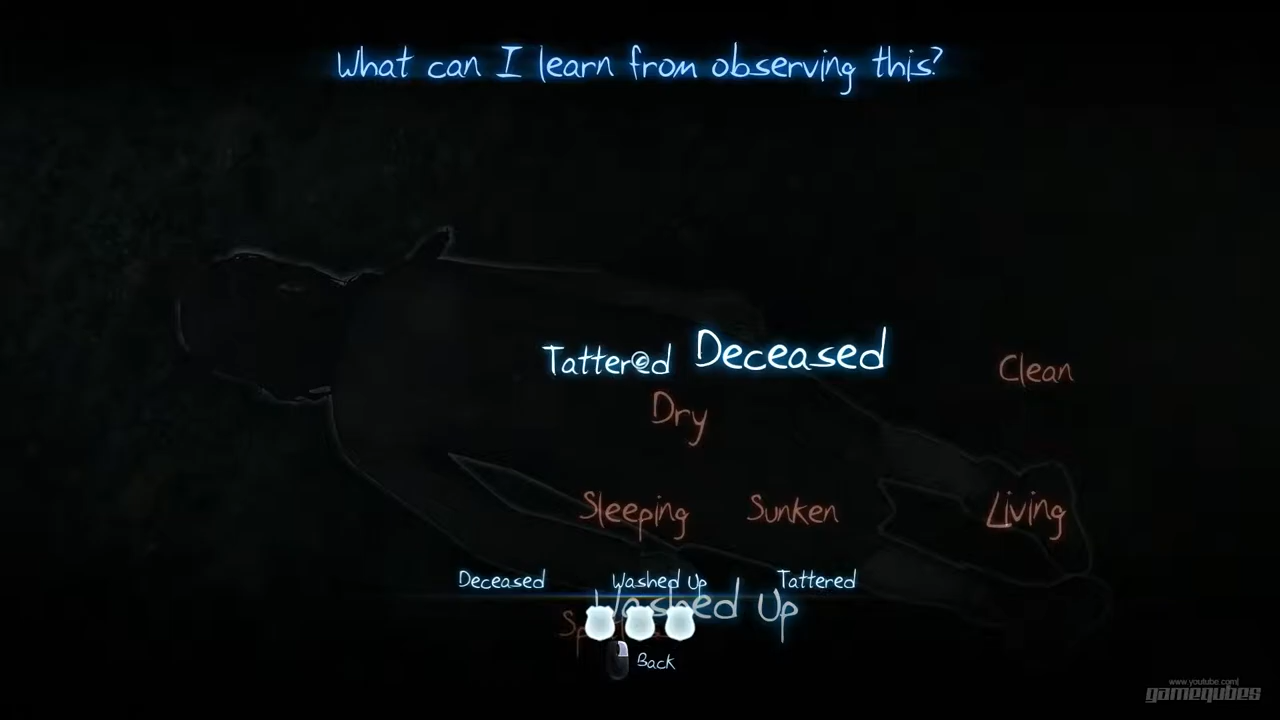 What can I learn from observing this?
Tattered Deceased
Clean
Dry
Sleeping Sunken Living
Deceased Washed Up Tattered
Washed Up
Back
www.youtube.com/
gamequbes